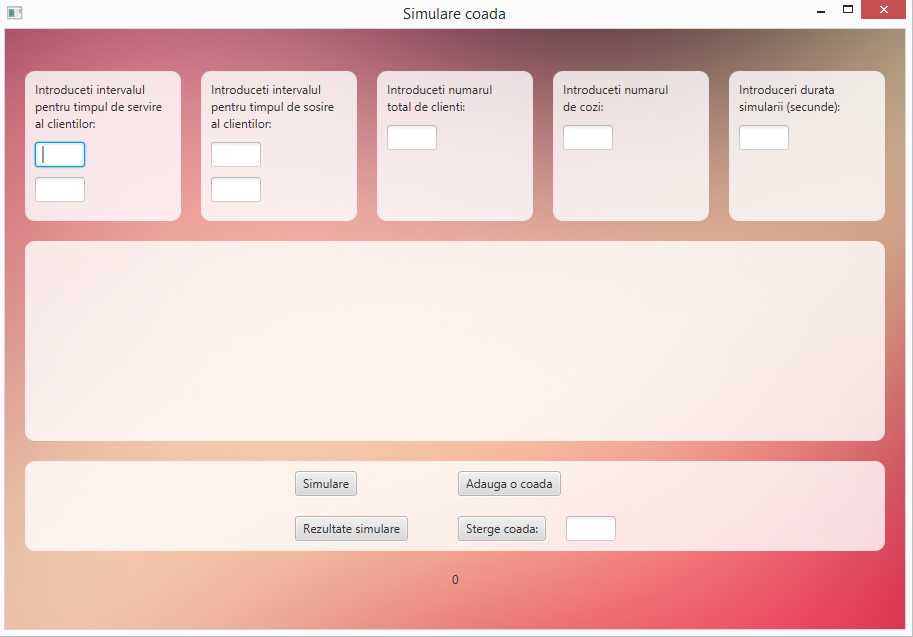 Simulare coada
Introduceti intervalul
pentru timpul de servire
al clientilor:
Introduceti intervalul
pentru timpul de sosire
al clientilor:
Introduceti numarul
total de clienti:
Introduceti numarul
de cozi:
Introduceri durata
simularii (secunde):
Simulare
Adauga o coada
Rezultate simulare
Sterge coada:
0